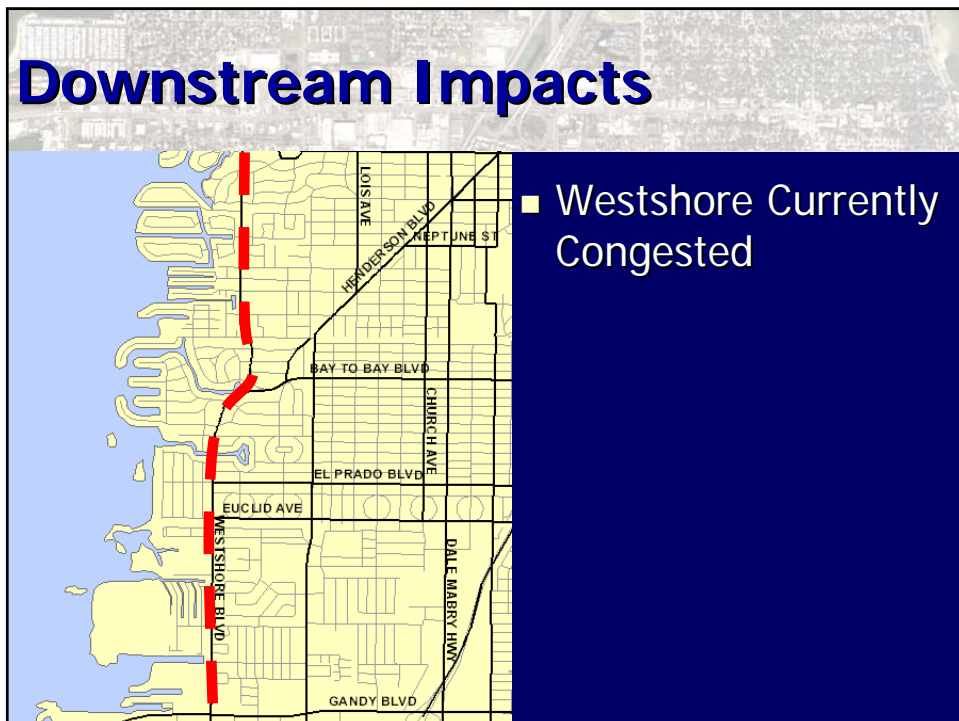 Downstream Impacts
Westshore Currently
Congested
LOIS AVE
HENDERSON BLVD
NEPTUNE ST
BAY TO BAY BLVD
CHURCH AVE
EL PRADO BLVD
EUCLID AVE
WESTSHORE BLVD
DALE MABRY HWY
GANDY BLVD